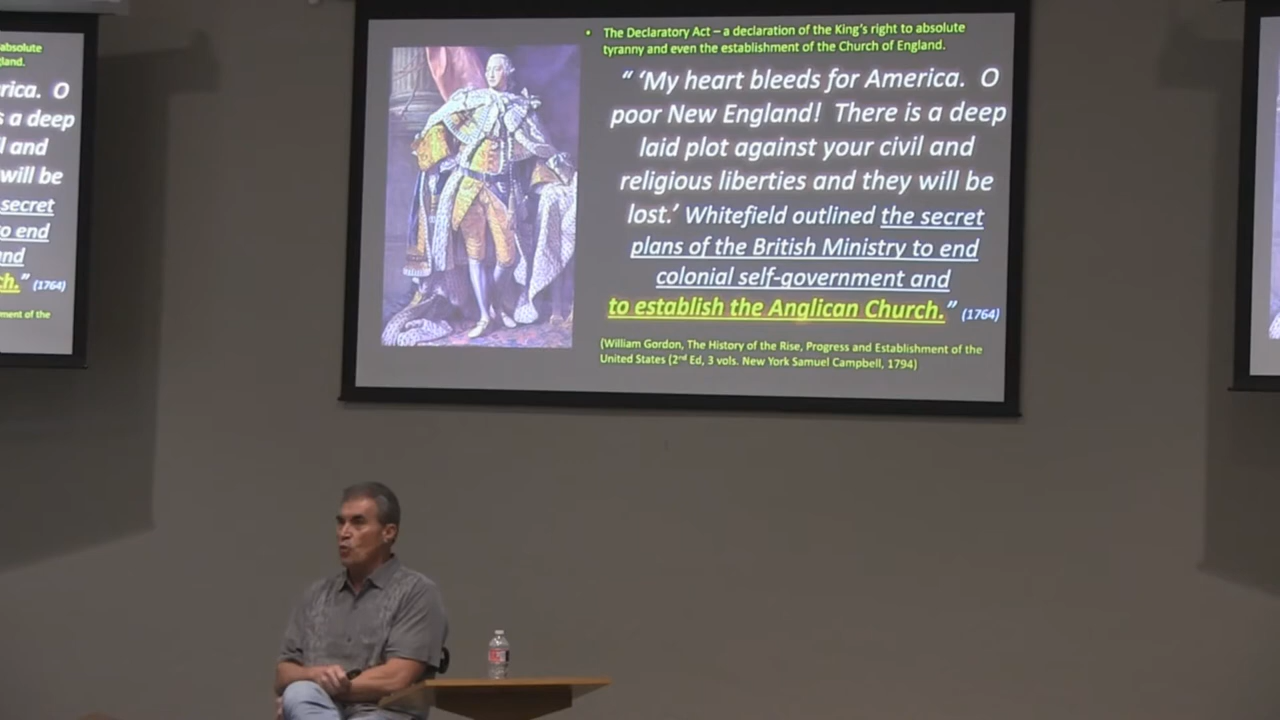 absolute
land.
rica. O
s a deep
l and
will be
secret
o end
nd
ch." (1764)
ment of the
• The Declaratory Act – a declaration of the King's right to absolute
tyranny and even the establishment of the Church of England.
" 'My heart bleeds for America. O
poor New England! There is a deep
laid plot against your civil and
religious liberties and they will be
lost.' Whitefield outlined the secret
plans of the British Ministry to end
colonial self-government and
to establish the Anglican Church." (1764)
(William Gordon, The History of the Rise, Progress and Establishment of the
United States (2nd Ed, 3 vols. New York Samuel Campbell, 1794)